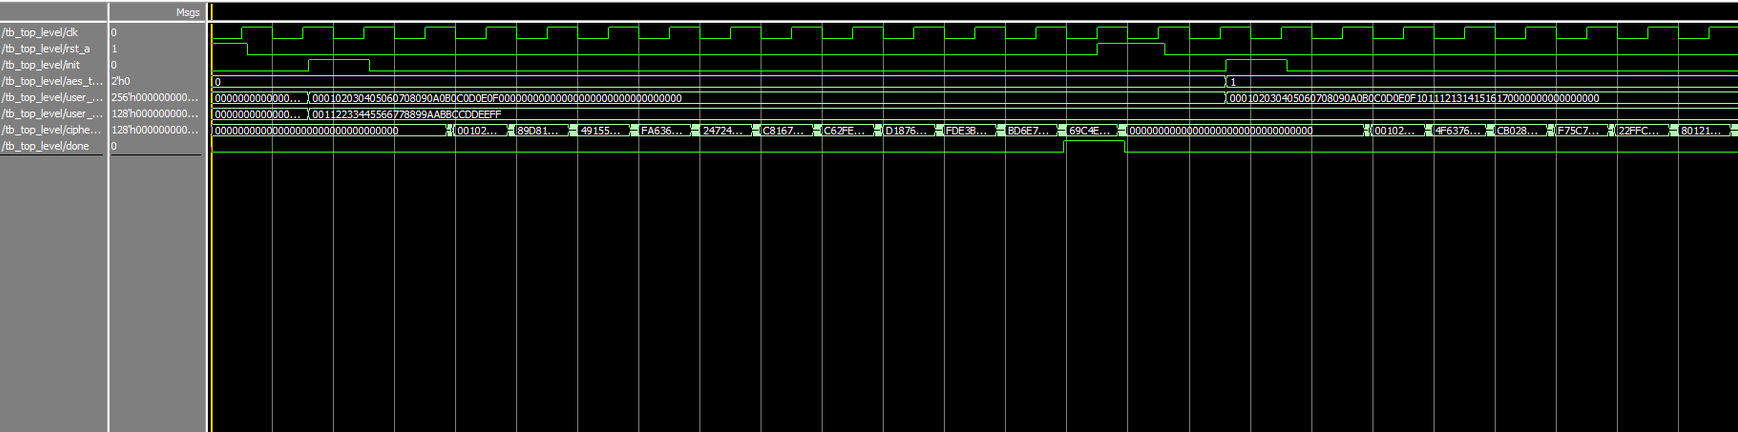 Msgs
/tb_top_level/clk 0
/tb_top_level/rst_a 1
/tb_top_level/init 0
/tb_top_level/aes_t... 2'h0 0 1
/tb_top_level/user_... 256'h000000000... 0000000000000... 000102030405060708090A0B0C0D0E0F00000000000000000000000000000000 000102030405060708090A0B0C0D0E0F10111213141516170000000000000000
/tb_top_level/user_... 128'h000000000... 0000000000000... 00112233445566778899AABBCCDDEEFF
/tb_top_level/ciphe... 128'h000000000... 00000000000000000000000000000000 00102... 89D81... 49155... FA636... 24724... C8167... C62FE... D1876... FDE3B... BD6E7... 69C4E... 00000000000000000000000000000000 00102... 4F6376... CB028... F75C7... 22FFC... 80121...
/tb_top_level/done 0